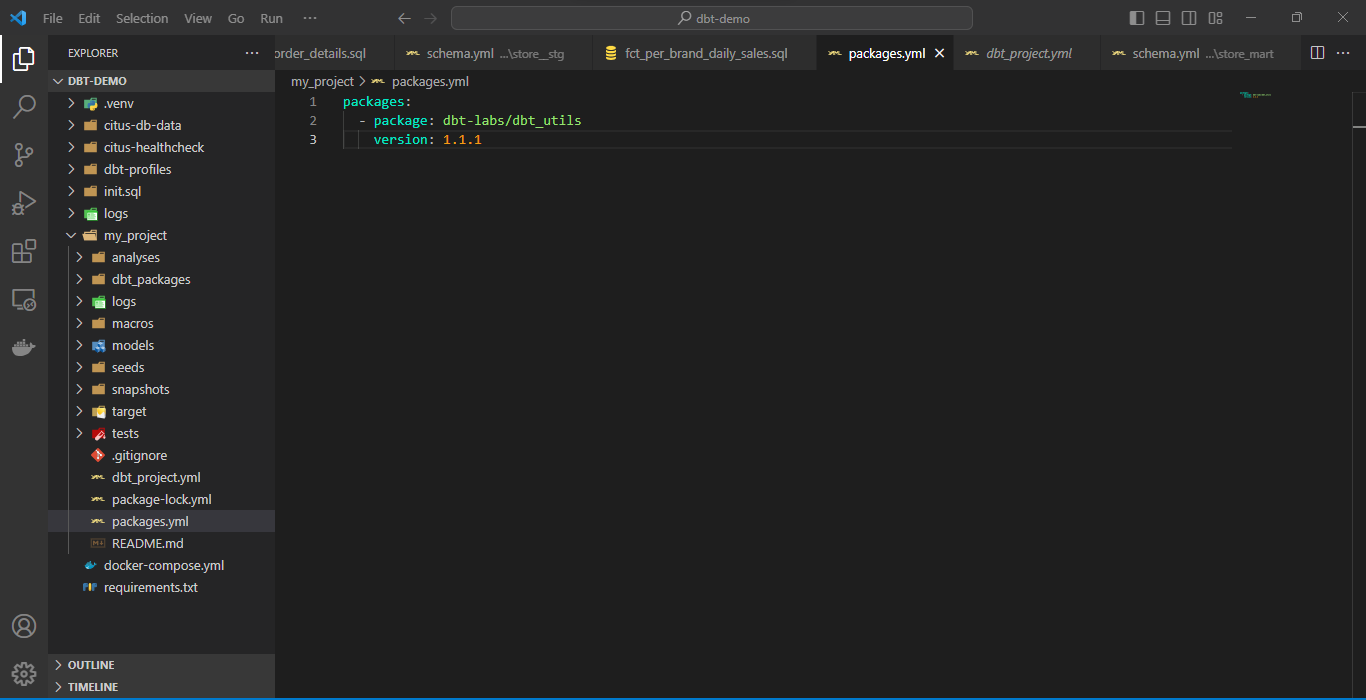 File Edit Selection View Go Run ··· dbt-demo
EXPLORER ···
order_details.sql schema.yml ...\store__stg fct_per_brand_daily_sales.sql packages.yml dbt_project.yml schema.yml ...\store_mart ···
my_project > packages.yml
1 packages:
2 - package: dbt-labs/dbt_utils
3 version: 1.1.1
DBT-DEMO
.venv
citus-db-data
citus-healthcheck
dbt-profiles
init.sql
logs
my_project
analyses
dbt_packages
logs
macros
models
seeds
snapshots
target
tests
.gitignore
dbt_project.yml
package-lock.yml
packages.yml
README.md
docker-compose.yml
requirements.txt
OUTLINE
TIMELINE